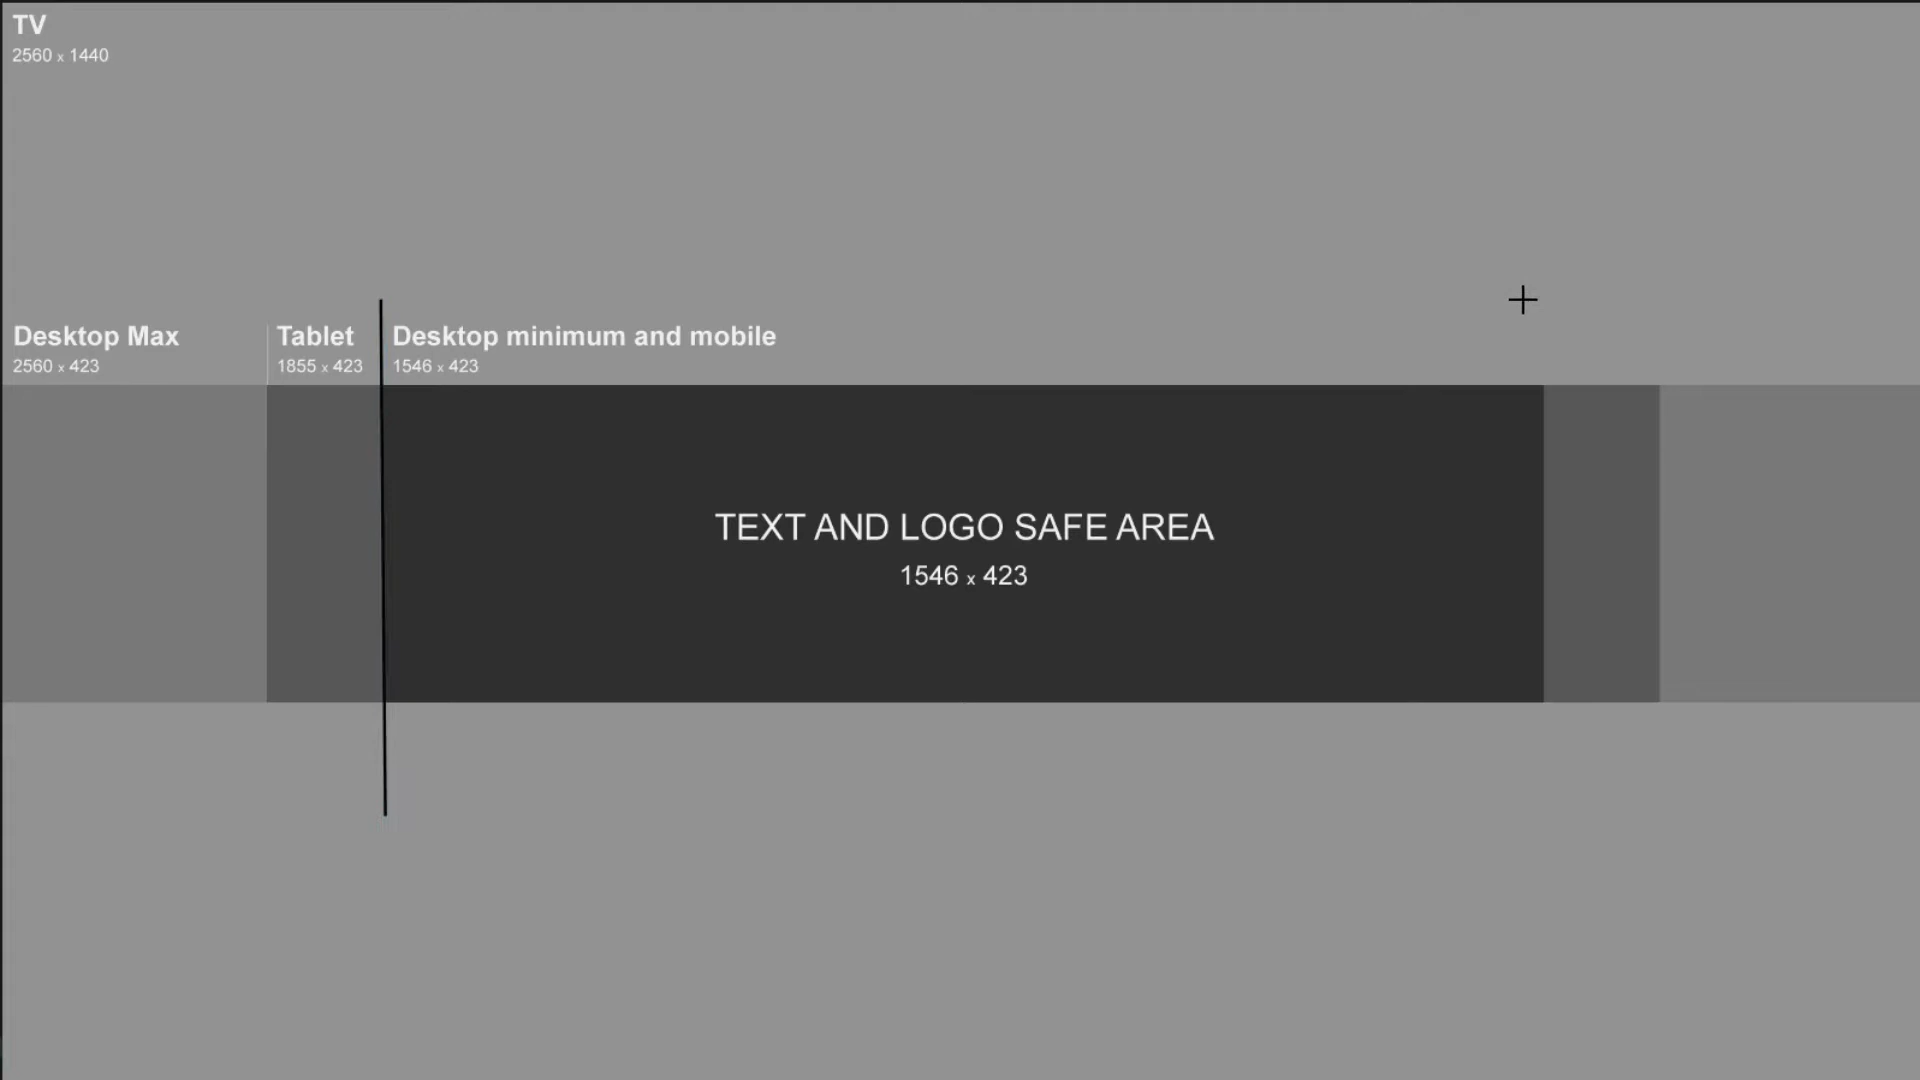 TV
2560 x 1440
Desktop Max
2560 x 423
Tablet
1855 x 423
Desktop minimum and mobile
1546 x 423
TEXT AND LOGO SAFE AREA
1546 x 423